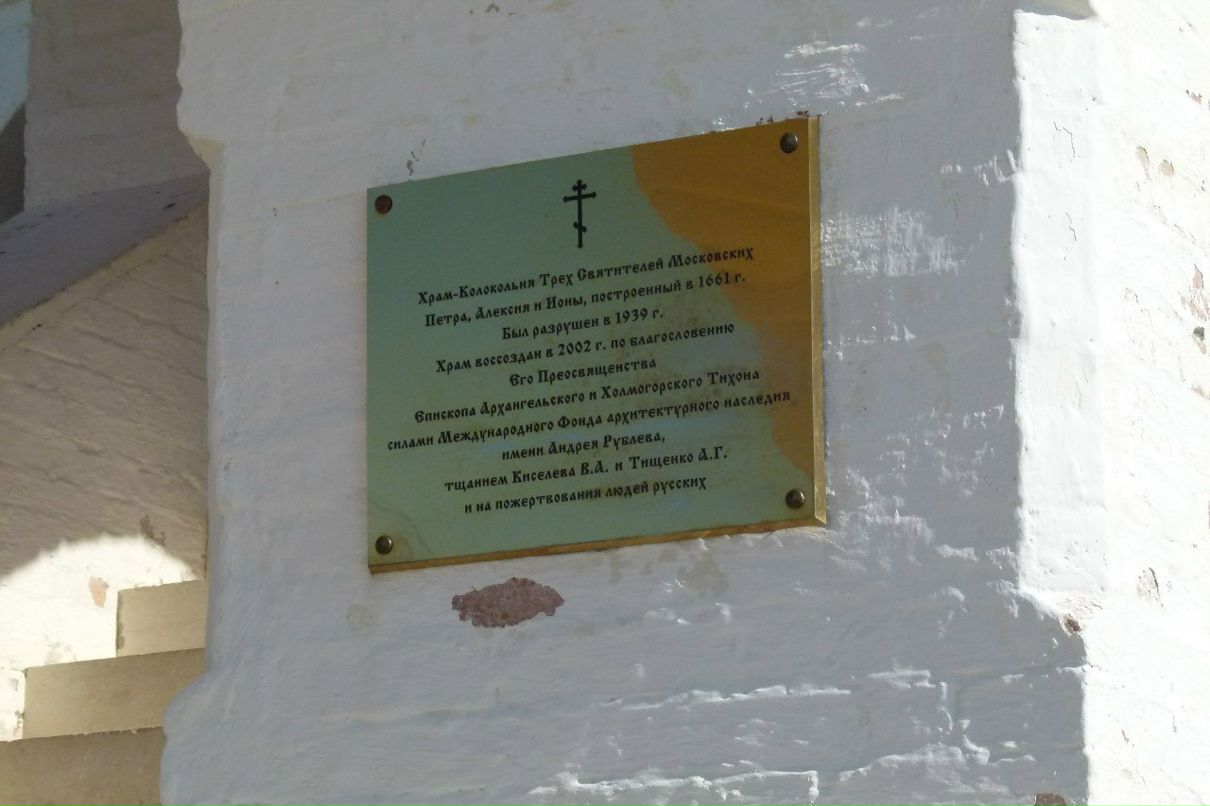 Храм-Колокольня Трех Святителей Московских
Петра, Алексия и Ионы, построенный в 1661 г.
Был разрушен в 1939 г.
Храм воссоздан в 2002 г. по благословению
Его Преосвященства
Епископа Архангельского и Холмогорского Тихона
силами Международного Фонда архитектурного наследия
имени Андрея Рублева,
тщанием Киселева В.А. и Тищенко А.Г.
и на пожертвования людей русских